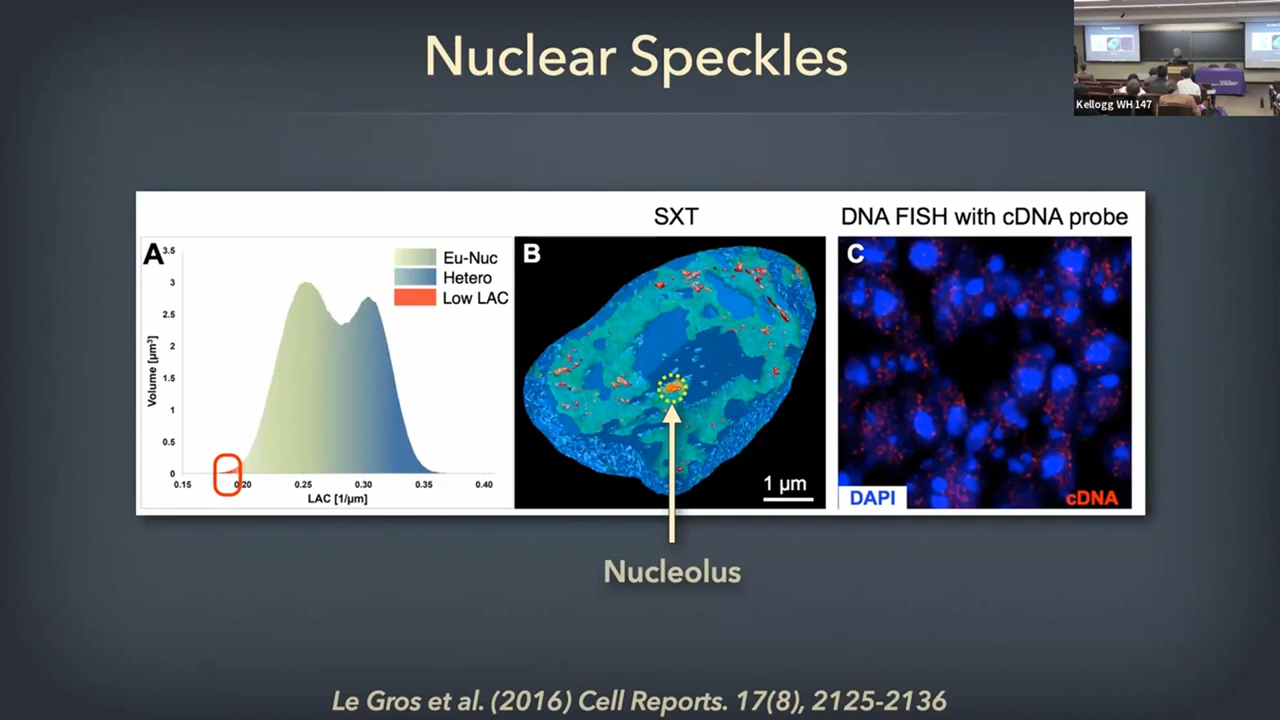 Nuclear Speckles
Kellogg WH 147
SXT
DNA FISH with cDNA probe
A
3.5
3
2.5
2
1.5
1
0.5
0
Volume [µm³]
0.15
0.20
0.25
0.30
0.35
0.40
LAC [1/µm]
Eu-Nuc
Hetero
Low LAC
B
1 µm
C
DAPI
cDNA
Nucleolus
Le Gros et al. (2016) Cell Reports. 17(8), 2125-2136